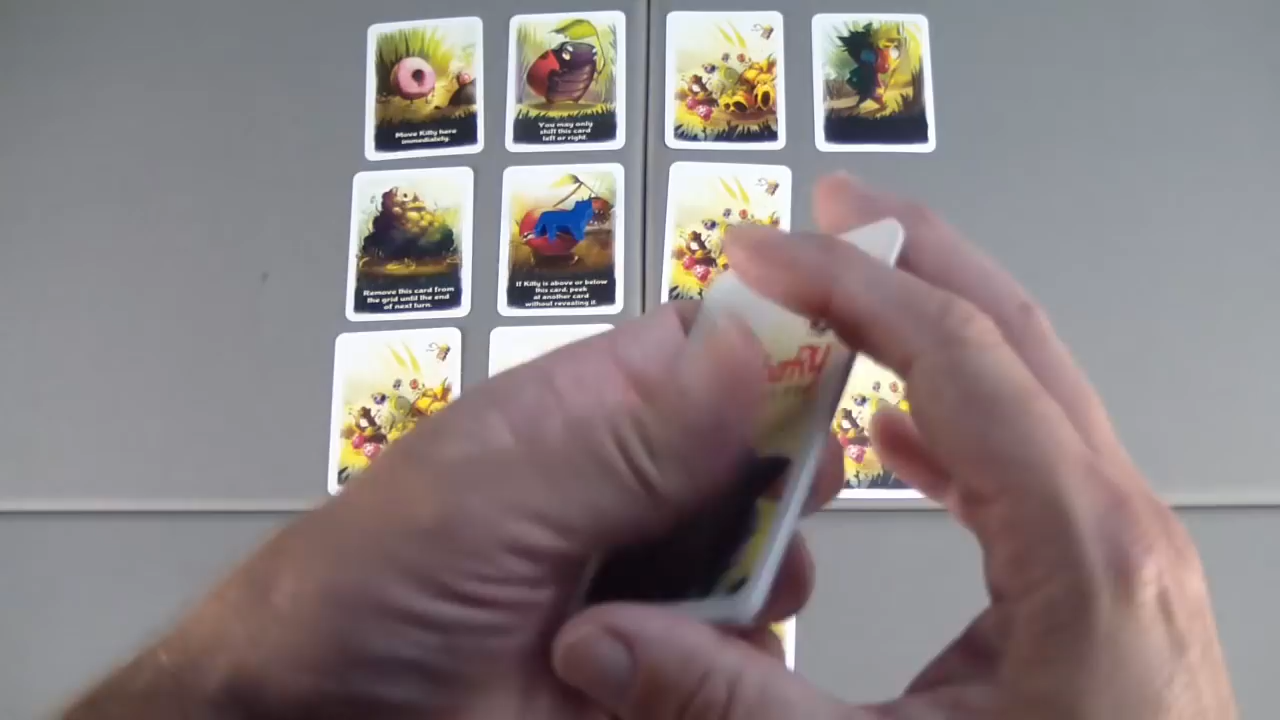 Move Kitty here
immediately.
You may only
shift this card
left or right.
Remove this card from
the grid until the end
of next turn.
If Kitty is above or below
this card, peek
at another card
without revealing it.